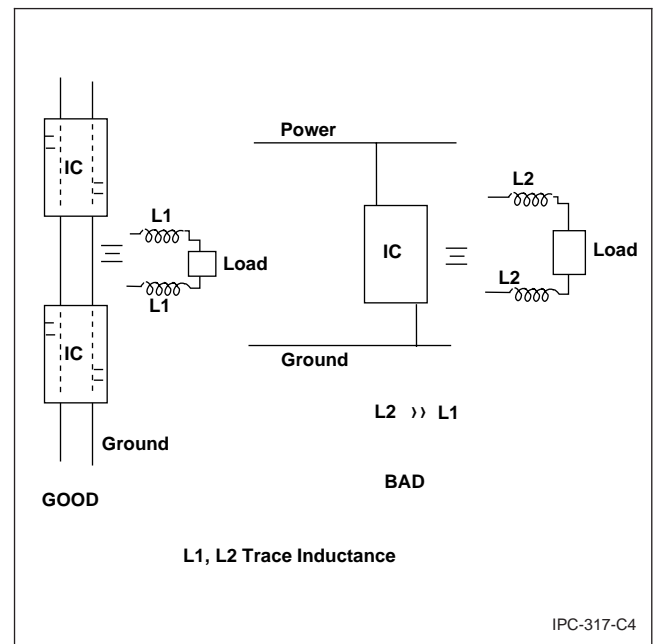 IC
L1
Load
L1
IC
Ground
GOOD
Power
IC
L2
Load
L2
Ground
L2 》 L1
BAD
L1, L2 Trace Inductance
IPC-317-C4